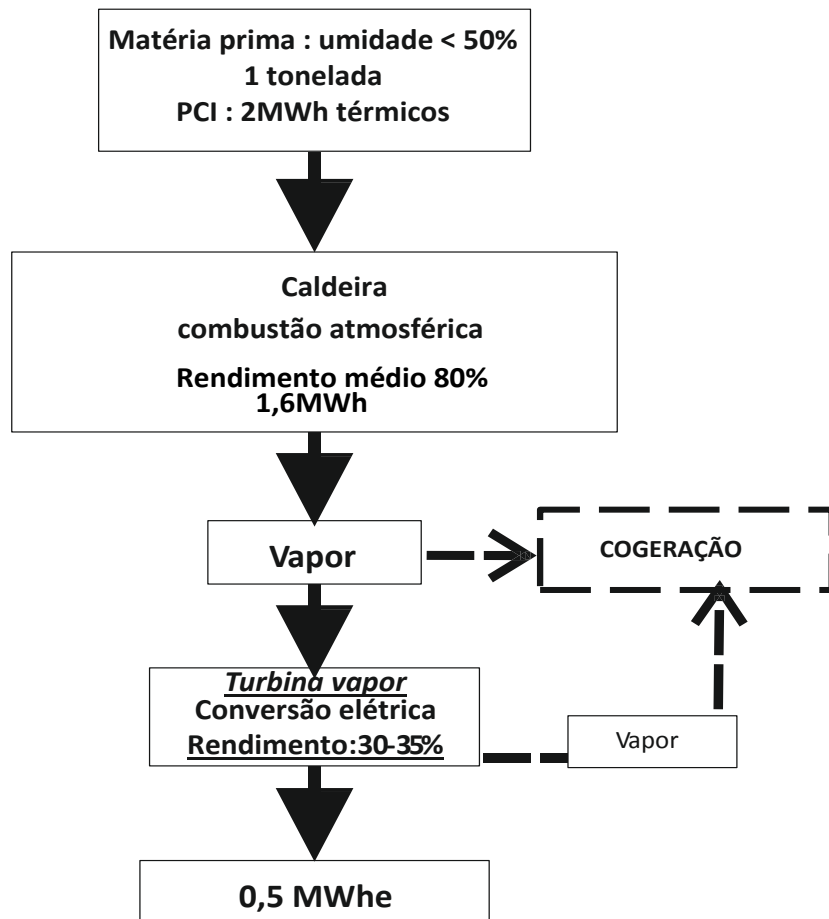 Matéria prima : umidade < 50%
1 tonelada
PCI : 2MWh térmicos
Caldeira
combustão atmosférica
Rendimento médio 80%
1,6MWh
Vapor
COGERAÇÃO
Turbina vapor
Conversão elétrica
Rendimento:30-35%
Vapor
0,5 MWhe